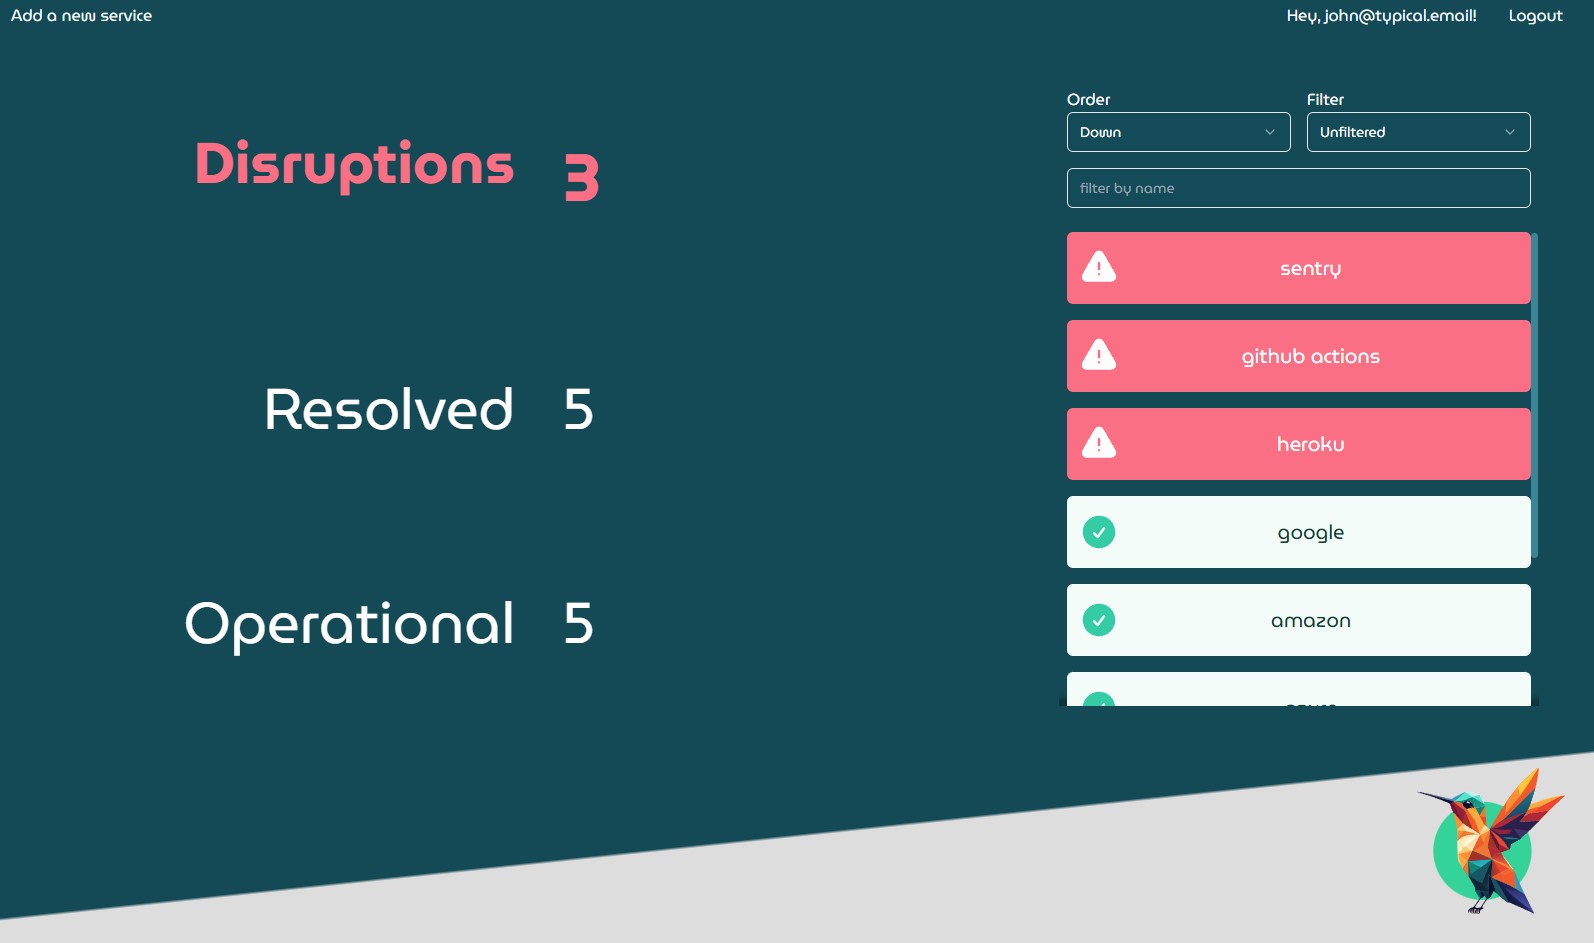 Add a new service
Hey, john@typical.email! Logout
Disruptions 3
Resolved 5
Operational 5
Order Filter
Down Unfiltered
filter by name
sentry
github actions
heroku
google
amazon